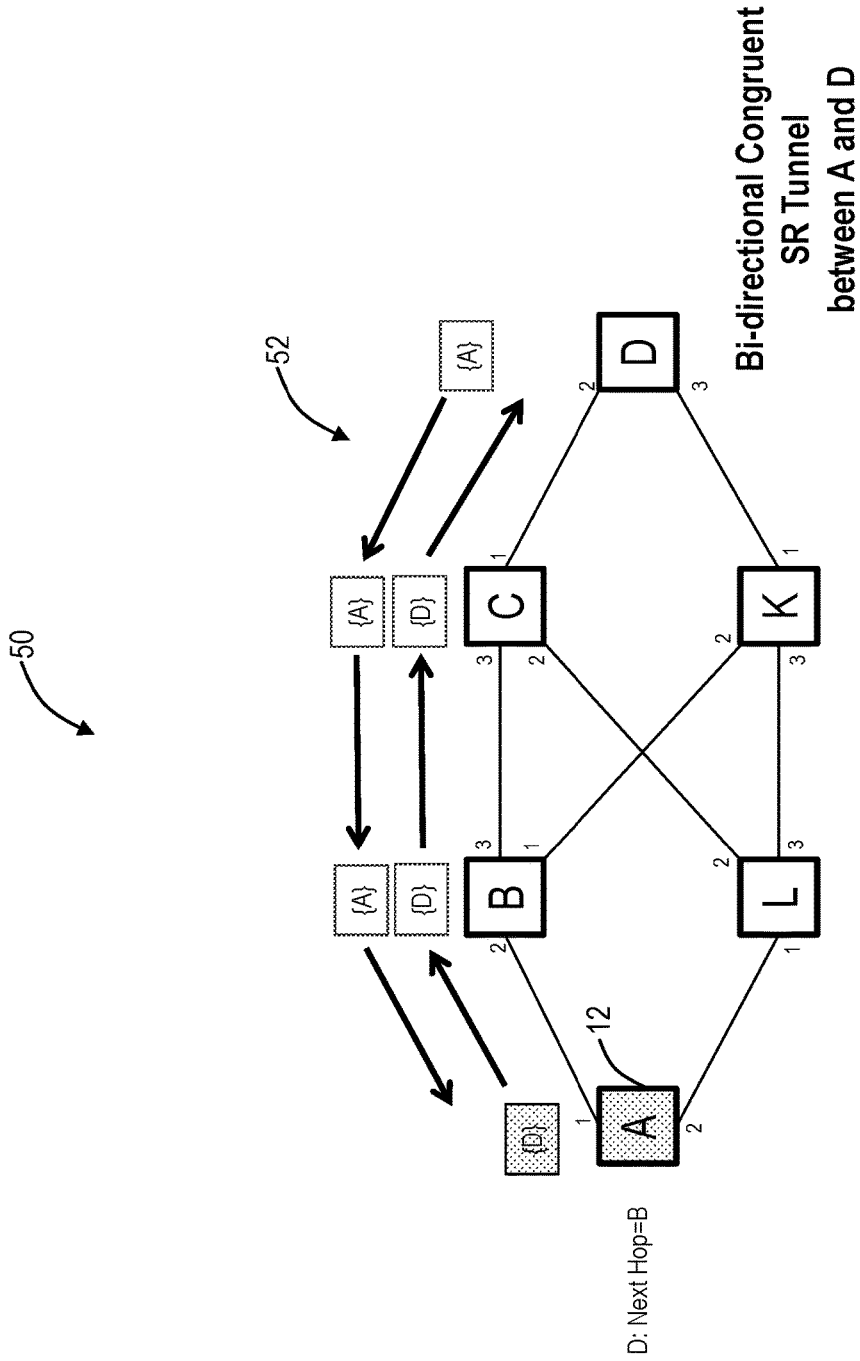 50
52
{A}
{A}
{D}
{D}
{A}
{D}
2
B
3
1
3
2
C
1
1
12
2
D: Next Hop=B
A
D
2
3
1
L
2
3
2
3
K
1
Bi-directional Congruent
SR Tunnel
between A and D